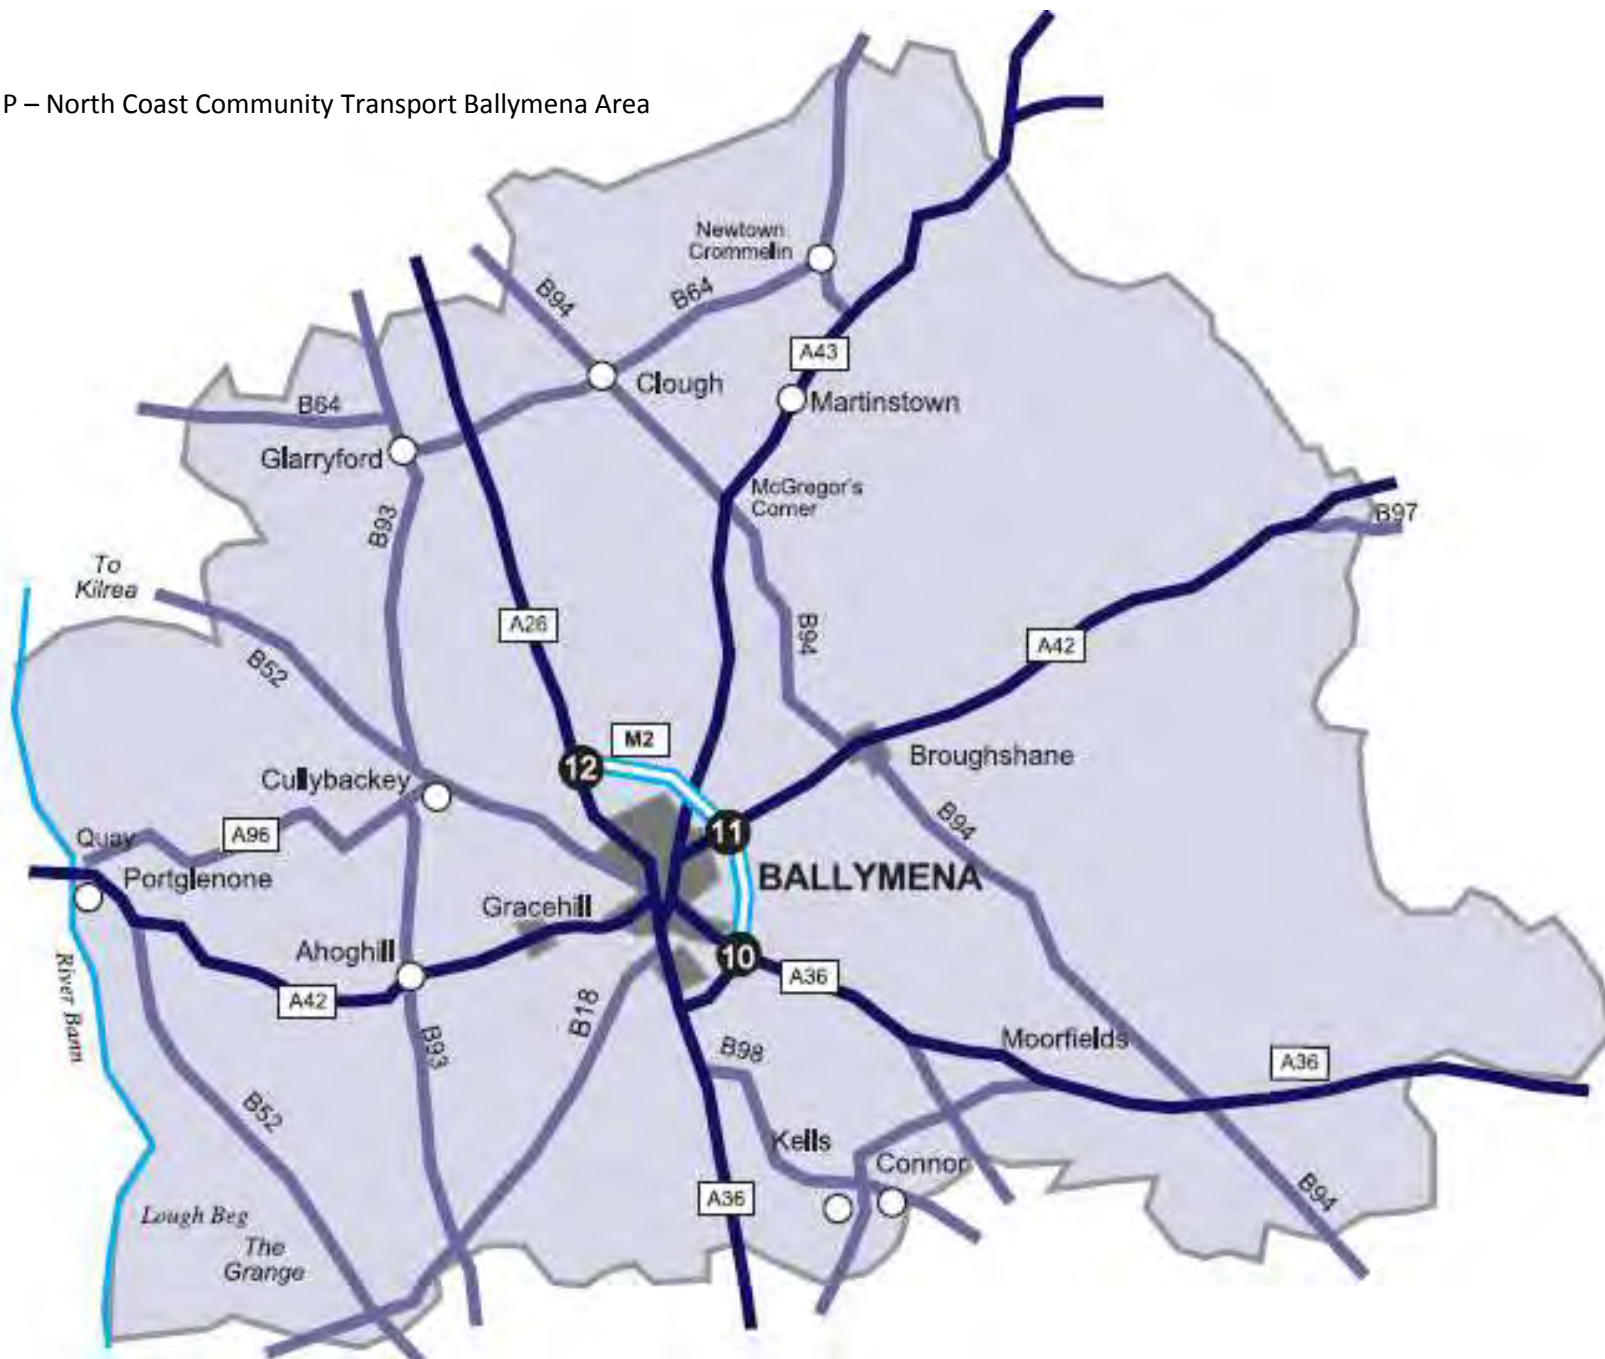 P – North Coast Community Transport Ballymena Area
Newtown
Crommelin
B94
B64
A43
Clough
Martinstown
B64
Glarryford
McGregor's
Corner
B97
B93
To
Kilrea
A26
B94
A42
B52
M2
12
Broughshane
Cullybackey
B94
Quay
A96
11
Portglenone
BALLYMENA
Gracehill
Ahoghill
10
A36
A42
River Bann
B18
B93
B98
Moorfields
A36
B52
Kells
Connor
A36
B94
Lough Beg
The
Grange